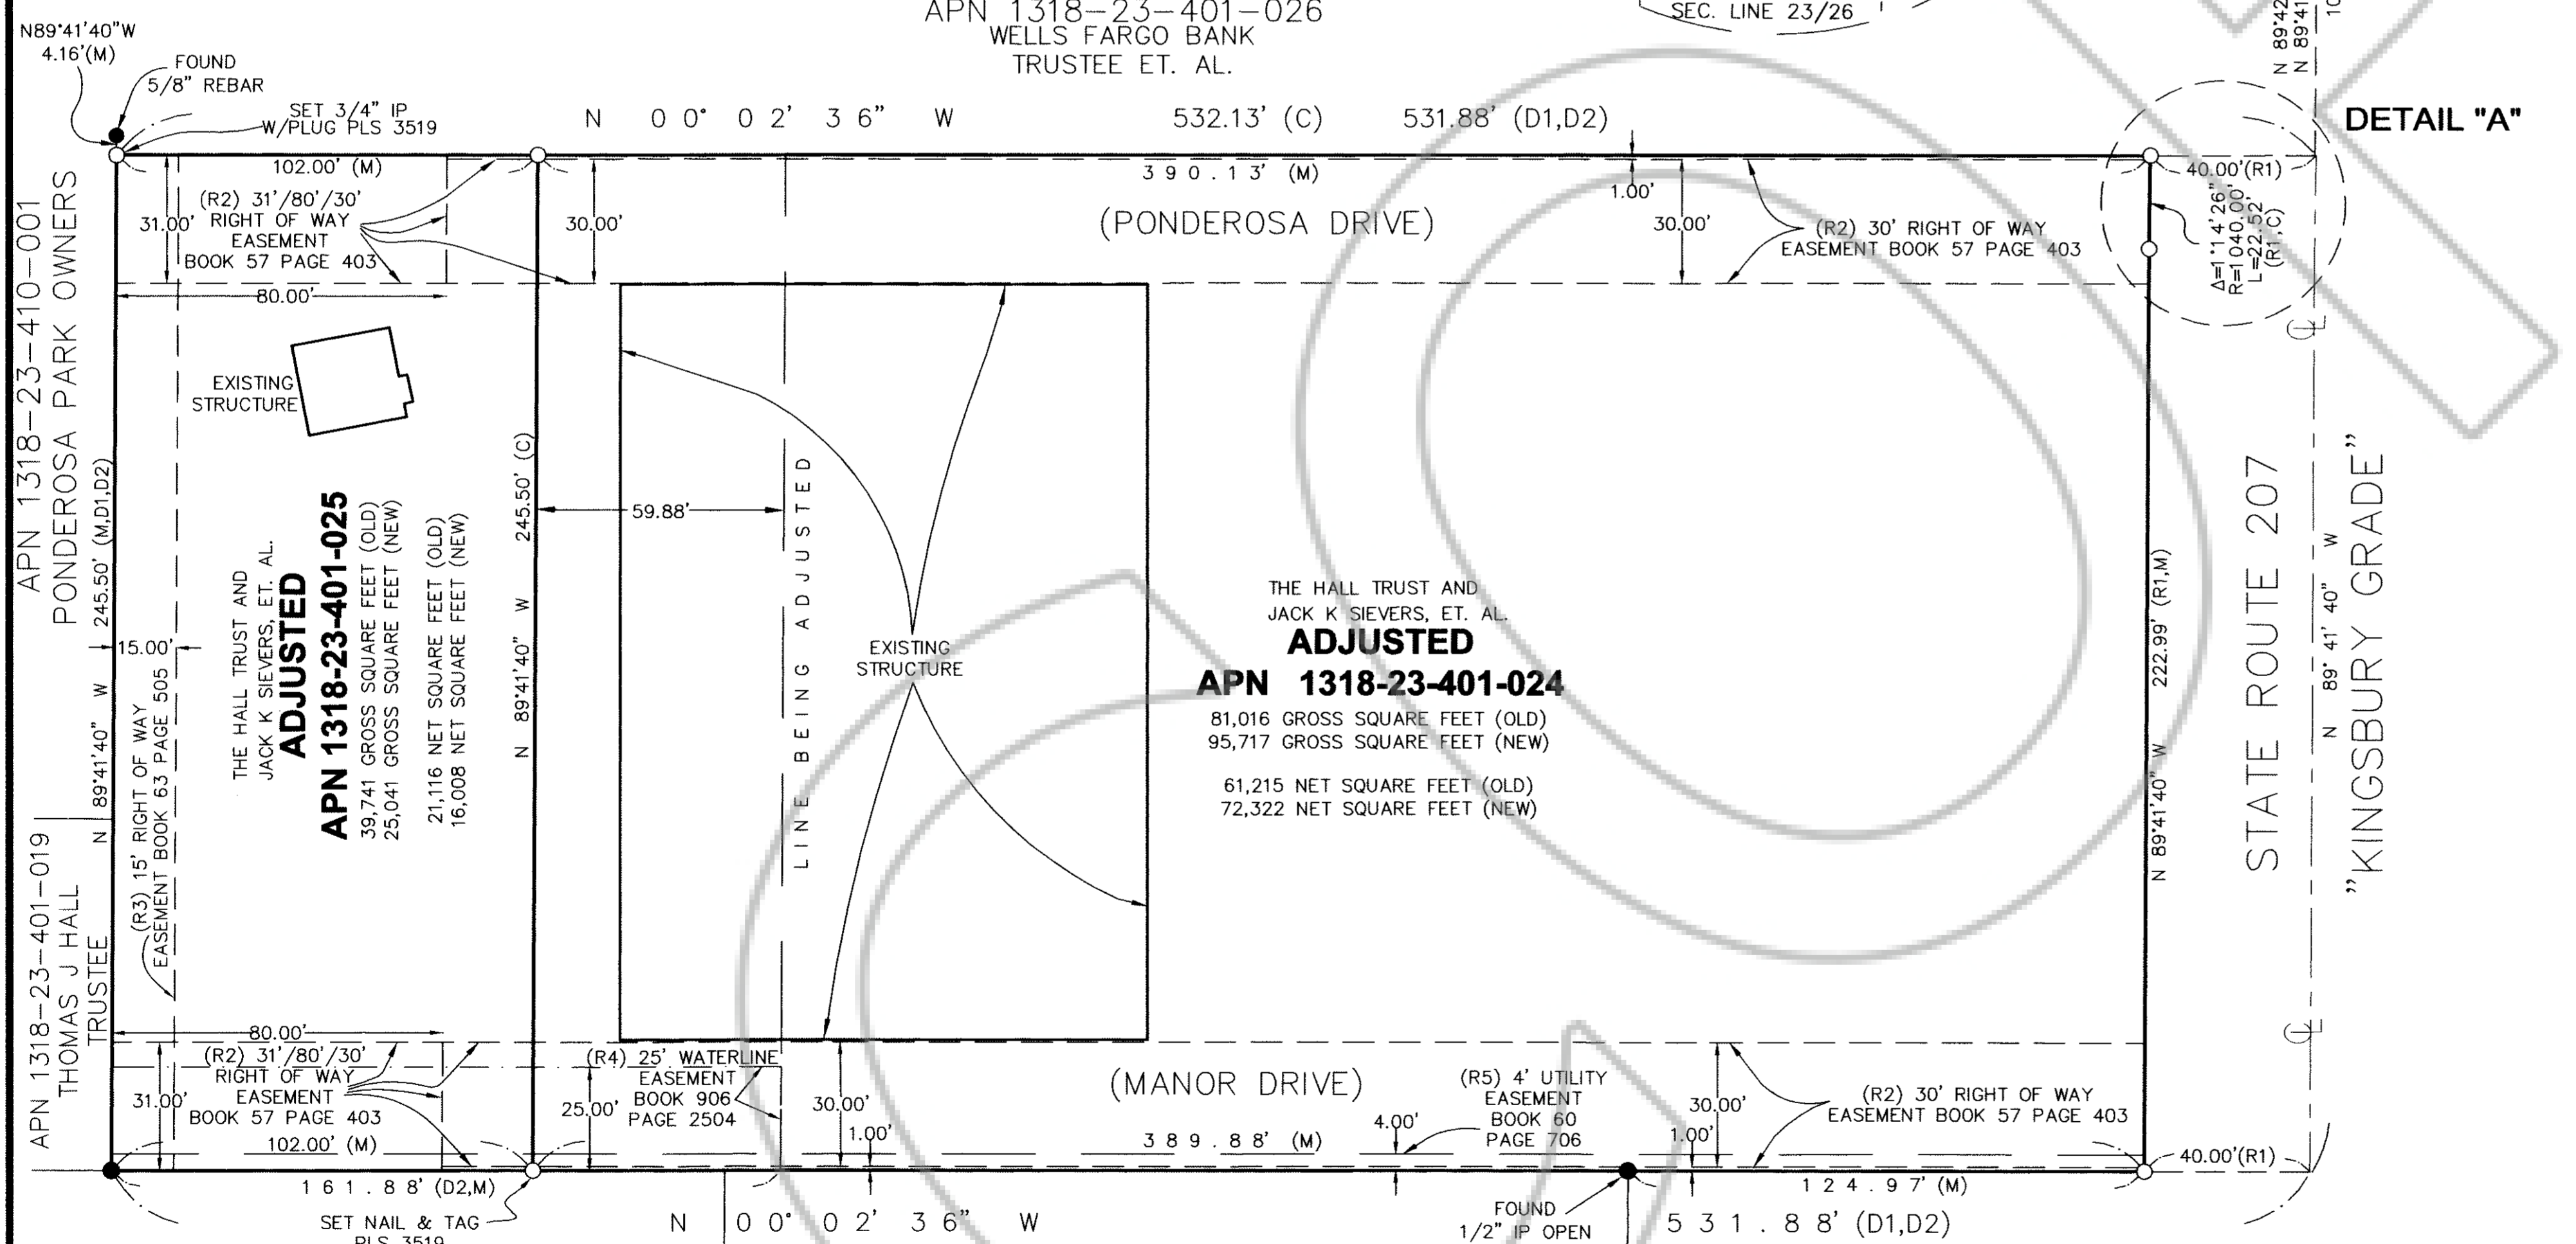 APN 1318-23-401-026
WELLS FARGO BANK
TRUSTEE ET. AL.
SEC. LINE 23/26
N 89°41
N89°41'40"W
4.16'(M)
FOUND
5/8" REBAR
SET 3/4" IP
W/PLUG PLS 3519
N 00° 02' 36" W 532.13' (C) 531.88' (D1,D2)
DETAIL "A"
102.00' (M)
390.13' (M)
1.00'
40.00'(R1)
Δ=1°14'26"
R=1040.00'
L=22.52'
(R1,C)
31.00'
(R2) 31'/80'/30'
RIGHT OF WAY
EASEMENT
BOOK 57 PAGE 403
80.00'
30.00'
(PONDEROSA DRIVE)
30.00'
(R2) 30' RIGHT OF WAY
EASEMENT BOOK 57 PAGE 403
APN 1318-23-410-001
PONDEROSA PARK OWNERS
N 89°41'40" W 245.50' (M,D1,D2)
EXISTING
STRUCTURE
15.00'
(R3) 15' RIGHT OF WAY
EASEMENT BOOK 63 PAGE 505
THE HALL TRUST AND
JACK K SIEVERS, ET. AL.
ADJUSTED
APN 1318-23-401-025
39,741 GROSS SQUARE FEET (OLD)
25,041 GROSS SQUARE FEET (NEW)
21,116 NET SQUARE FEET (OLD)
16,008 NET SQUARE FEET (NEW)
N 89°41'40" W 245.50' (C)
59.88'
LINE BEING ADJUSTED
EXISTING
STRUCTURE
THE HALL TRUST AND
JACK K SIEVERS, ET. AL.
ADJUSTED
APN 1318-23-401-024
81,016 GROSS SQUARE FEET (OLD)
95,717 GROSS SQUARE FEET (NEW)
61,215 NET SQUARE FEET (OLD)
72,322 NET SQUARE FEET (NEW)
N 89°41'40" W 222.99' (R1,M)
STATE ROUTE 207
N 89° 41' 40" W
"KINGSBURY GRADE"
APN 1318-23-401-019
THOMAS J HALL
TRUSTEE
80.00'
(R2) 31'/80'/30'
RIGHT OF WAY
EASEMENT
BOOK 57 PAGE 403
31.00'
102.00' (M)
(R4) 25' WATERLINE
EASEMENT
BOOK 906
PAGE 2504
25.00'
30.00'
1.00'
(MANOR DRIVE)
389.88' (M)
4.00'
(R5) 4' UTILITY
EASEMENT
BOOK 60
PAGE 706
30.00'
1.00'
(R2) 30' RIGHT OF WAY
EASEMENT BOOK 57 PAGE 403
40.00'(R1)
161.88' (D2,M)
124.97' (M)
SET NAIL & TAG
PLS 3519
N 00° 02' 36" W
FOUND
1/2" IP OPEN
531.88' (D1,D2)